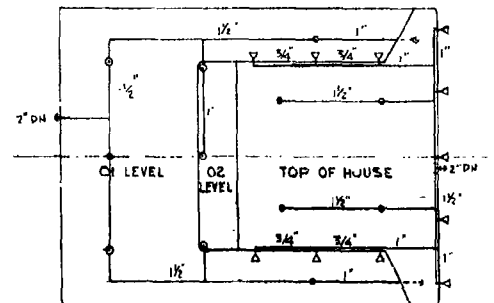 1½" 1"
¾" ¾" 1"
1"
½"
1"
1½"
2" DN
01 LEVEL
02 LEVEL
TOP OF HOUSE
2" DN
1½"
1½"
¾" ¾" 1"
1"
1½" 1"